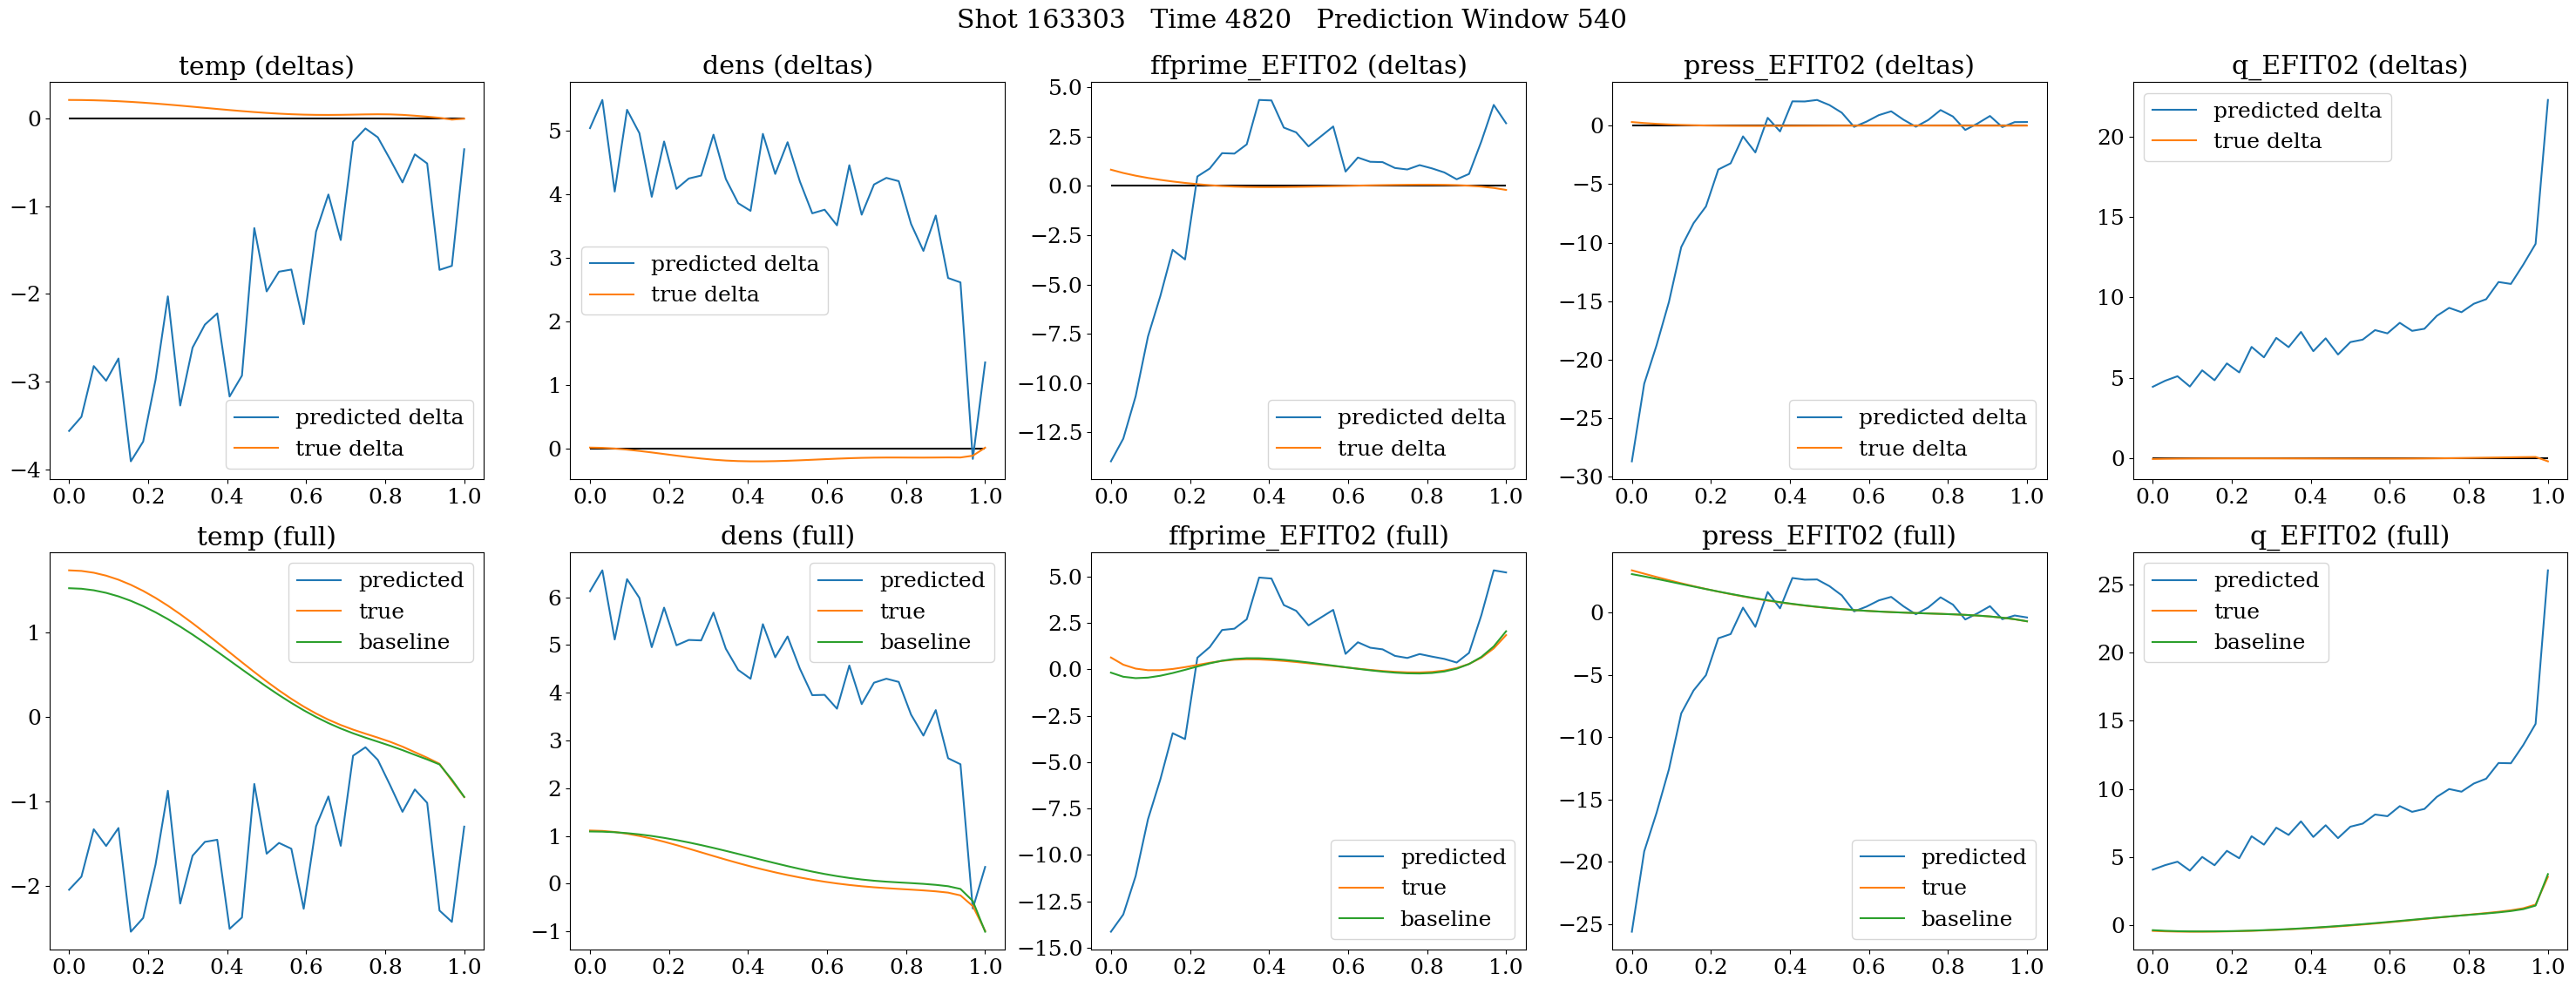 Shot 163303   Time 4820   Prediction Window 540
temp (deltas)
0
−1
−2
−3
−4
0.0 0.2 0.4 0.6 0.8 1.0
predicted delta
true delta
dens (deltas)
5
4
3
2
1
0
0.0 0.2 0.4 0.6 0.8 1.0
predicted delta
true delta
ffprime_EFIT02 (deltas)
5.0
2.5
0.0
−2.5
−5.0
−7.5
−10.0
−12.5
0.0 0.2 0.4 0.6 0.8 1.0
predicted delta
true delta
press_EFIT02 (deltas)
0
−5
−10
−15
−20
−25
−30
0.0 0.2 0.4 0.6 0.8 1.0
predicted delta
true delta
q_EFIT02 (deltas)
20
15
10
5
0
0.0 0.2 0.4 0.6 0.8 1.0
predicted delta
true delta
temp (full)
1
0
−1
−2
0.0 0.2 0.4 0.6 0.8 1.0
predicted
true
baseline
dens (full)
6
5
4
3
2
1
0
−1
0.0 0.2 0.4 0.6 0.8 1.0
predicted
true
baseline
ffprime_EFIT02 (full)
5.0
2.5
0.0
−2.5
−5.0
−7.5
−10.0
−12.5
−15.0
0.0 0.2 0.4 0.6 0.8 1.0
predicted
true
baseline
press_EFIT02 (full)
0
−5
−10
−15
−20
−25
0.0 0.2 0.4 0.6 0.8 1.0
predicted
true
baseline
q_EFIT02 (full)
25
20
15
10
5
0
0.0 0.2 0.4 0.6 0.8 1.0
predicted
true
baseline